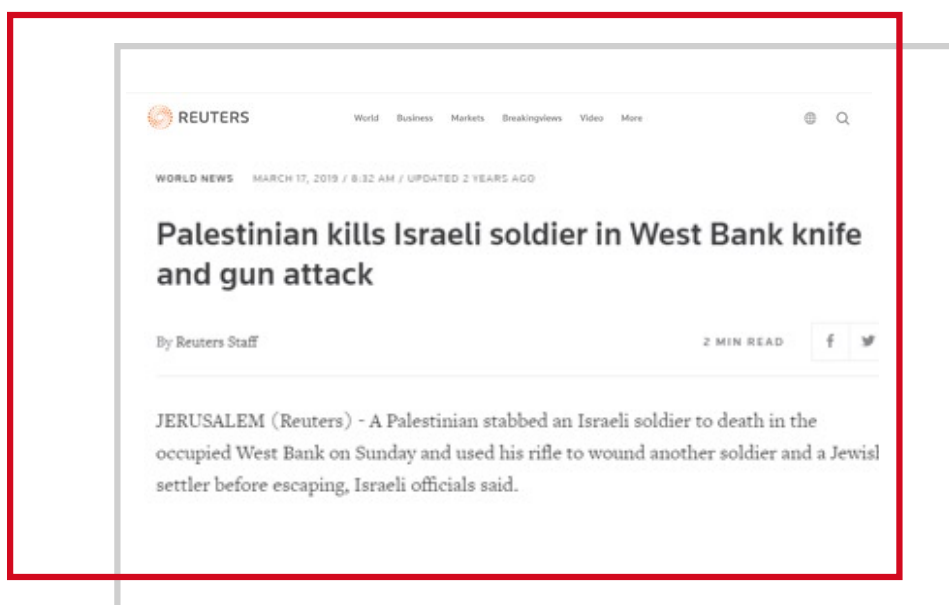 REUTERS World Business Markets Breakingviews Video More
WORLD NEWS MARCH 17, 2019 / 8:32 AM / UPDATED 2 YEARS AGO
Palestinian kills Israeli soldier in West Bank knife
and gun attack
By Reuters Staff 2 MIN READ
JERUSALEM (Reuters) - A Palestinian stabbed an Israeli soldier to death in the
occupied West Bank on Sunday and used his rifle to wound another soldier and a
settler before escaping, Israeli officials said.